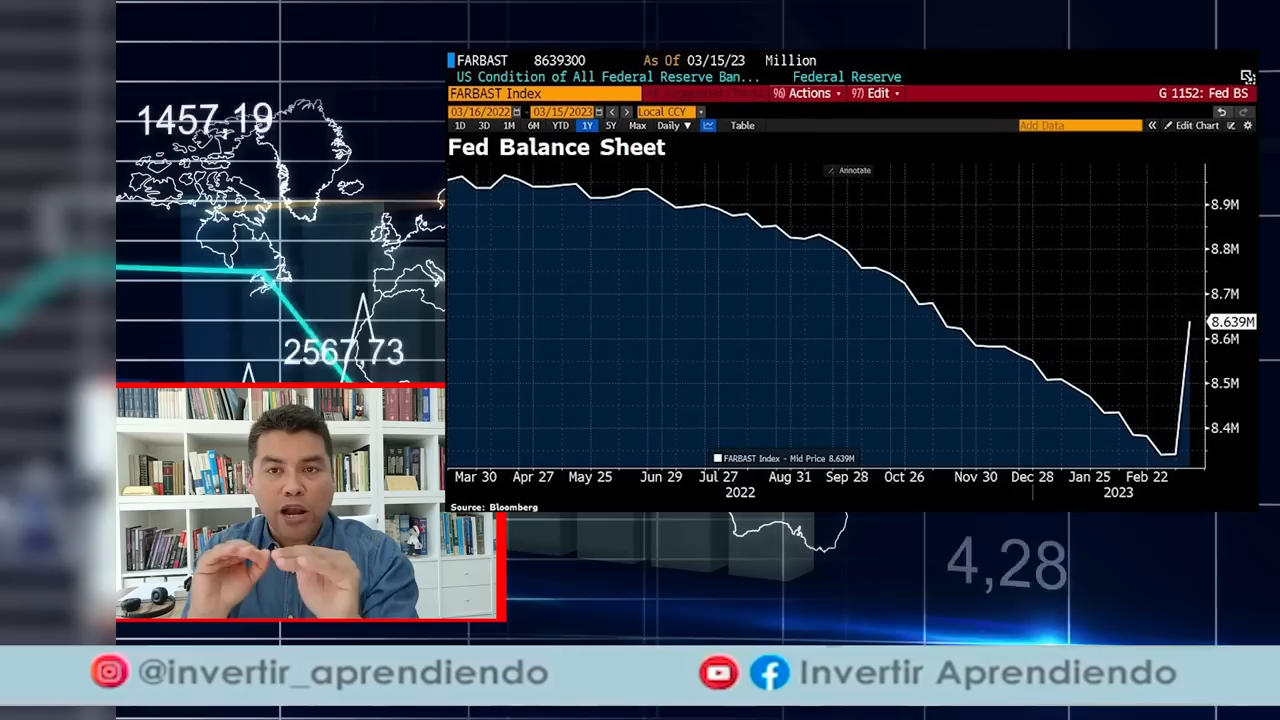 1457,19
2567,73
FARBAST 8639300 As Of 03/15/23 Million
US Condition of All Federal Reserve Ban... Federal Reserve
FARBAST Index 96) Actions 97) Edit G 1152: Fed BS
03/16/2022 - 03/15/2023 Local CCY
1D 3D 1M 6M YTD 1Y 5Y Max Daily Table Add Data Edit Chart
Fed Balance Sheet
Annotate
8.9M
8.8M
8.7M
8.639M
8.6M
8.5M
8.4M
FARBAST Index - Mid Price 8.639M
Mar 30 Apr 27 May 25 Jun 29 Jul 27 Aug 31 Sep 28 Oct 26 Nov 30 Dec 28 Jan 25 Feb 22
2022 2023
Source: Bloomberg
4,28
@invertir_aprendiendo
Invertir Aprendiendo